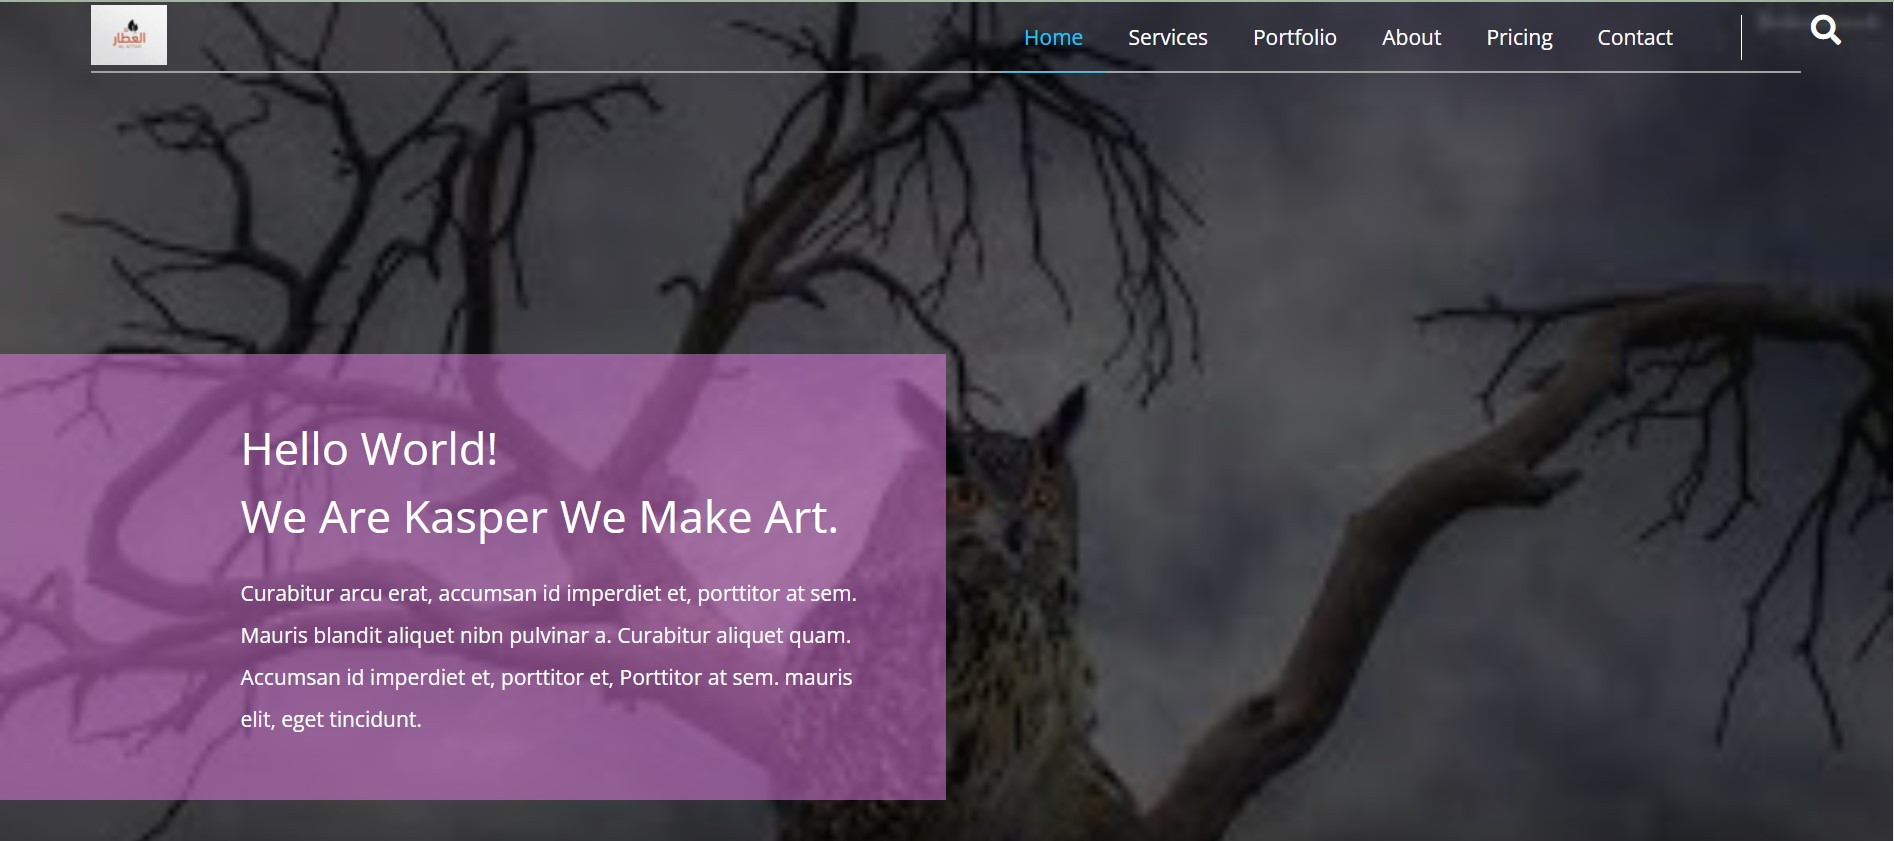 العطار
AL ATTAR
Home Services Portfolio About Pricing Contact
Hello World!
We Are Kasper We Make Art.
Curabitur arcu erat, accumsan id imperdiet et, porttitor at sem.
Mauris blandit aliquet nibn pulvinar a. Curabitur aliquet quam.
Accumsan id imperdiet et, porttitor et, Porttitor at sem. mauris
elit, eget tincidunt.